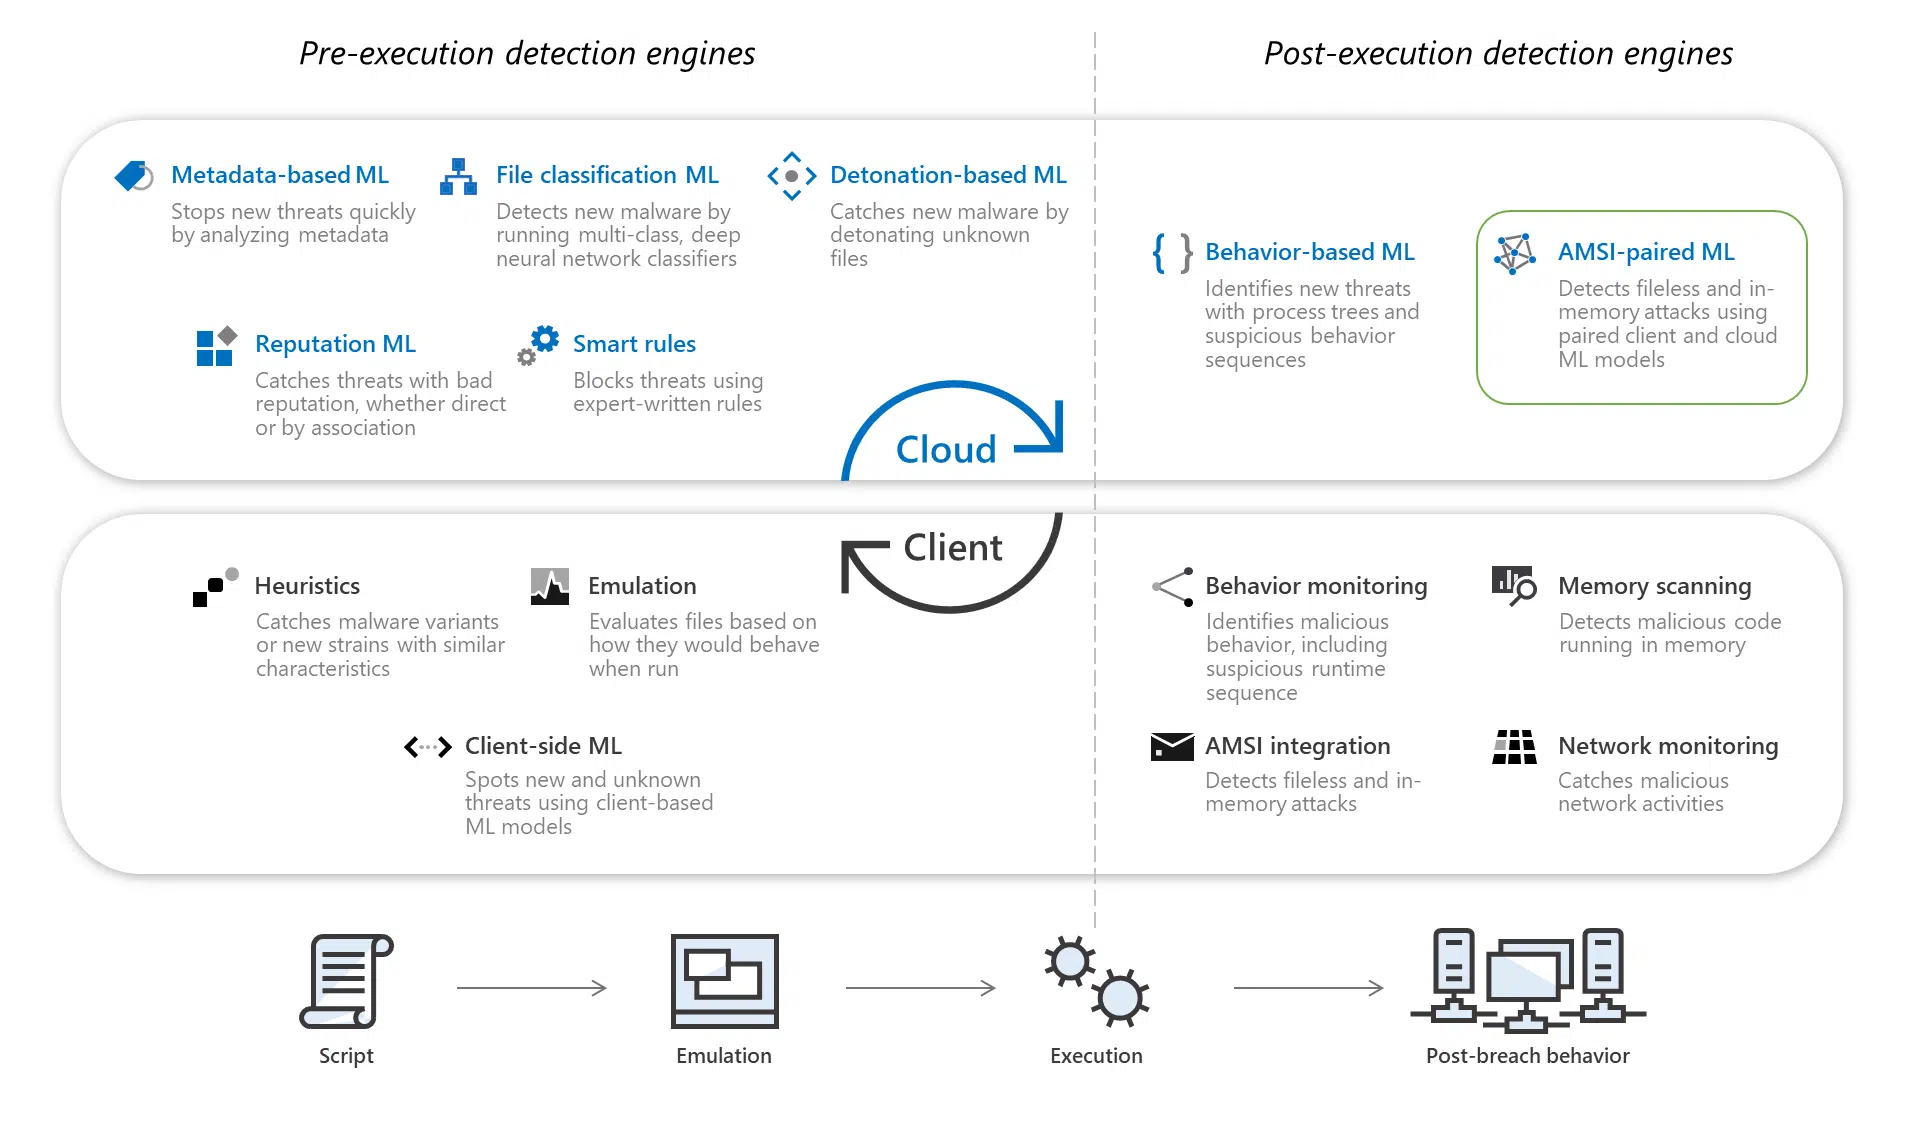 Pre-execution detection engines
Post-execution detection engines
Metadata-based ML
Stops new threats quickly
by analyzing metadata
File classification ML
Detects new malware by
running multi-class, deep
neural network classifiers
Detonation-based ML
Catches new malware by
detonating unknown
files
Reputation ML
Catches threats with bad
reputation, whether direct
or by association
Smart rules
Blocks threats using
expert-written rules
Cloud
Behavior-based ML
Identifies new threats
with process trees and
suspicious behavior
sequences
AMSI-paired ML
Detects fileless and in-
memory attacks using
paired client and cloud
ML models
Client
Heuristics
Catches malware variants
or new strains with similar
characteristics
Emulation
Evaluates files based on
how they would behave
when run
Client-side ML
Spots new and unknown
threats using client-based
ML models
Behavior monitoring
Identifies malicious
behavior, including
suspicious runtime
sequence
Memory scanning
Detects malicious code
running in memory
AMSI integration
Detects fileless and in-
memory attacks
Network monitoring
Catches malicious
network activities
Script
Emulation
Execution
Post-breach behavior